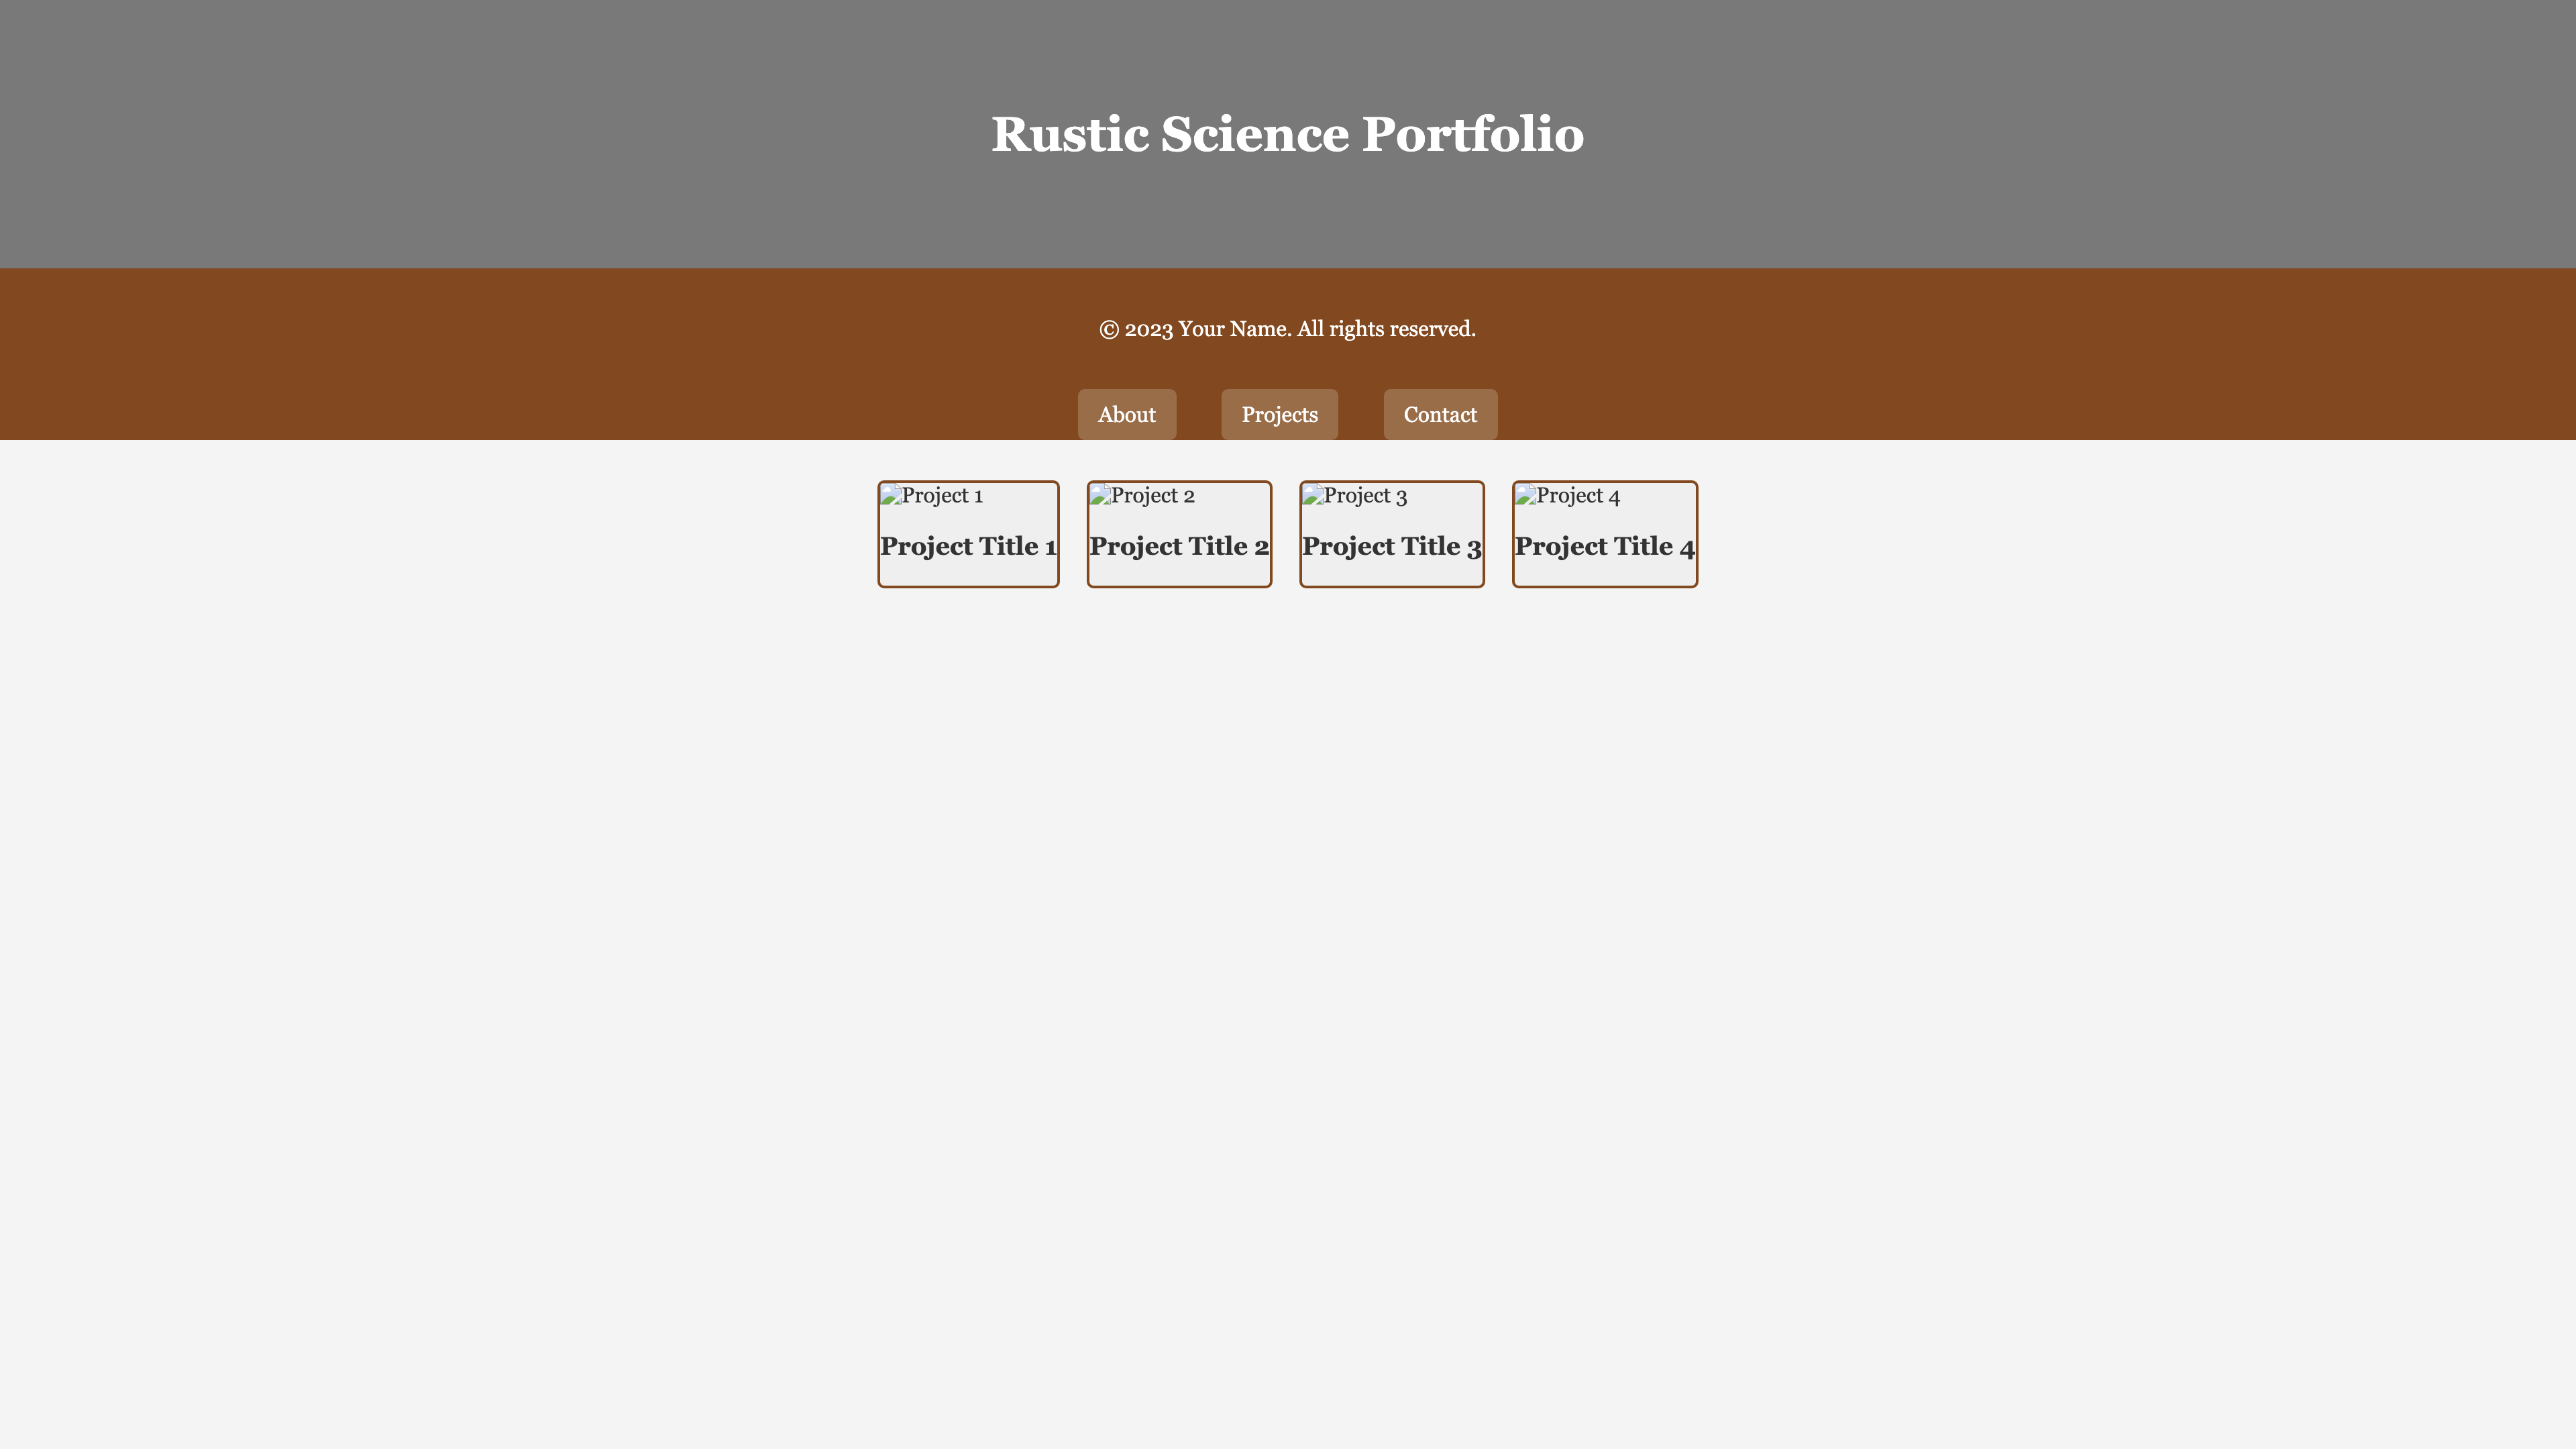 Rustic Science Portfolio
© 2023 Your Name. All rights reserved.
About Projects Contact
Project 1 Project 2 Project 3 Project 4
Project Title 1 Project Title 2 Project Title 3 Project Title 4